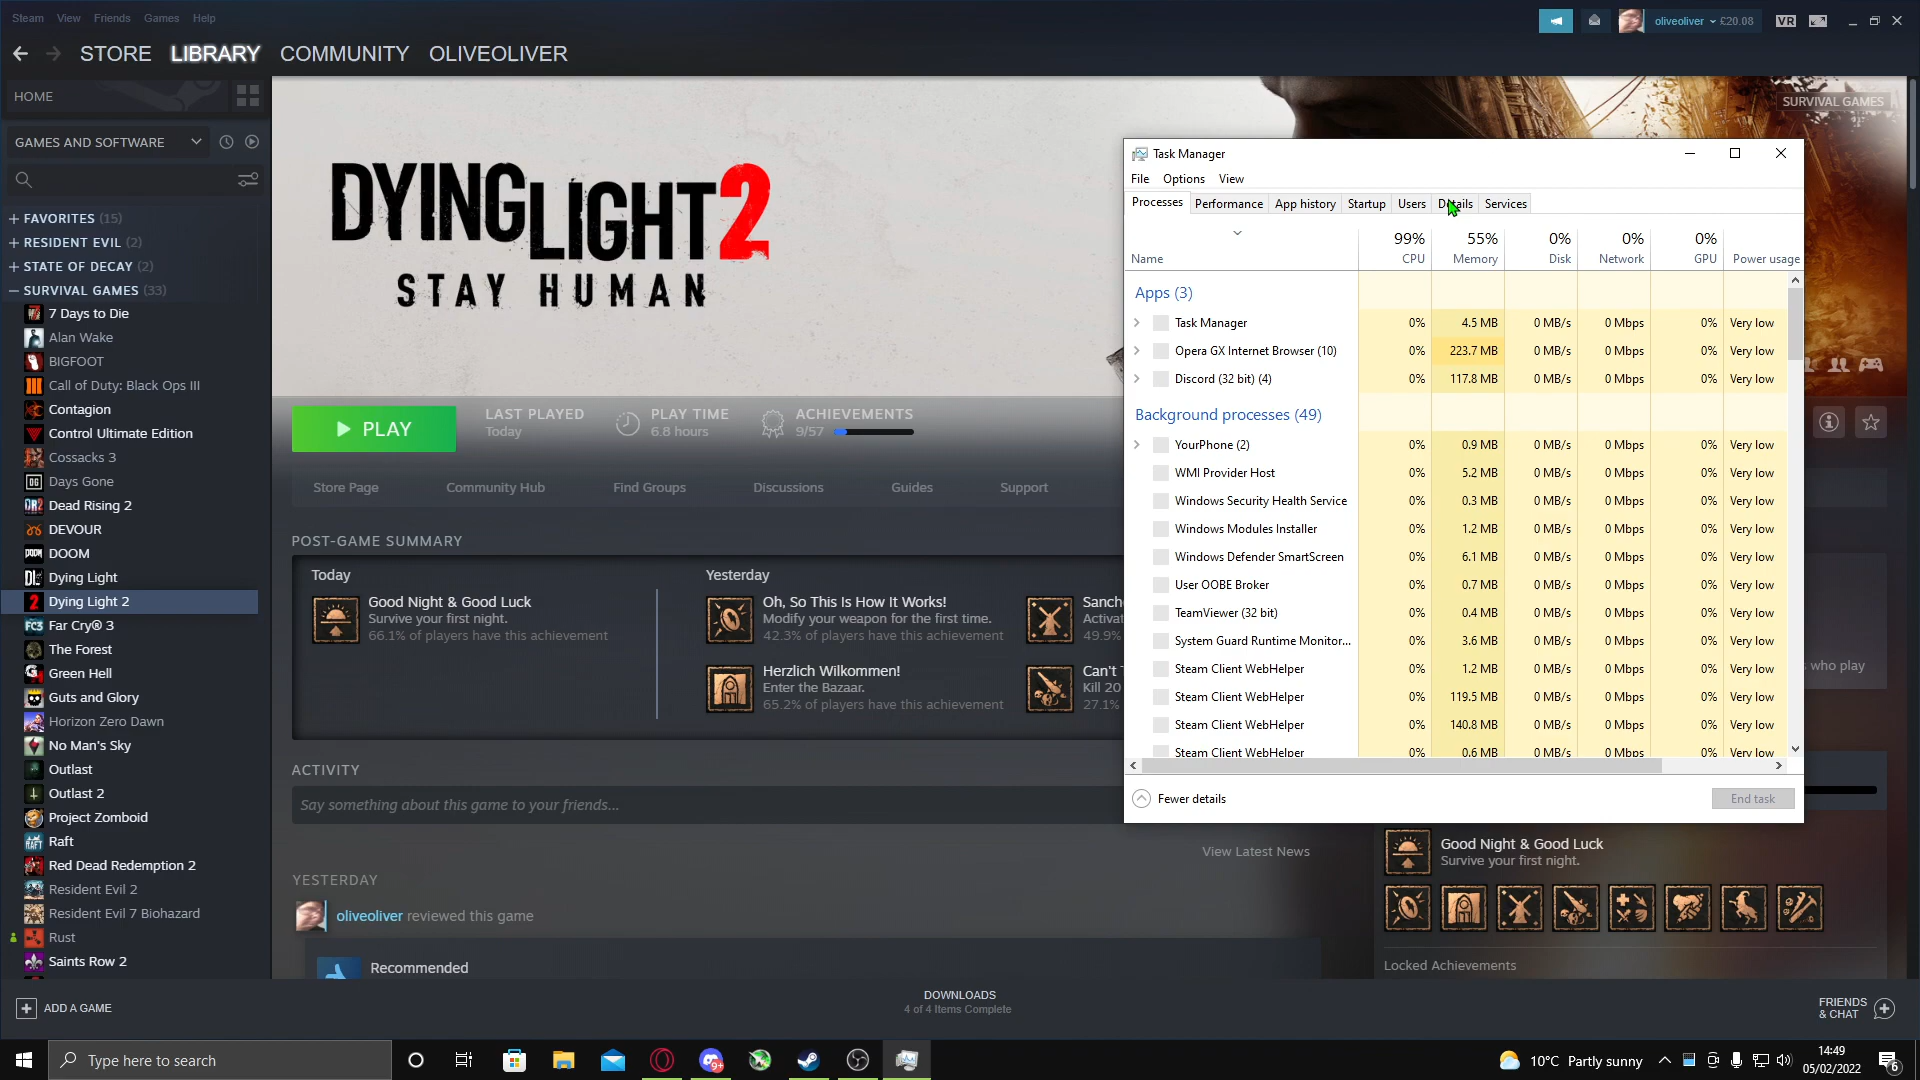 Steam View Friends Games Help
oliveoliver £20.08
VR
STORE LIBRARY COMMUNITY OLIVEOLIVER
HOME
GAMES AND SOFTWARE
FAVORITES (15)
RESIDENT EVIL (2)
STATE OF DECAY (2)
SURVIVAL GAMES (33)
7 Days to Die
Alan Wake
BIGFOOT
Call of Duty: Black Ops III
Contagion
Control Ultimate Edition
Cossacks 3
Days Gone
Dead Rising 2
DEVOUR
DOOM
Dying Light
Dying Light 2
Far Cry® 3
The Forest
Green Hell
Guts and Glory
Horizon Zero Dawn
No Man's Sky
Outlast
Outlast 2
Project Zomboid
Raft
Red Dead Redemption 2
Resident Evil 2
Resident Evil 7 Biohazard
Rust
Saints Row 2
SURVIVAL GAMES
DYING LIGHT 2
STAY HUMAN
PLAY
LAST PLAYED
Today
PLAY TIME
6.8 hours
ACHIEVEMENTS
9/57
Store Page Community Hub Find Groups Discussions Guides Support
POST-GAME SUMMARY
Today
Good Night & Good Luck
Survive your first night.
66.1% of players have this achievement
Yesterday
Oh, So This Is How It Works!
Modify your weapon for the first time.
42.3% of players have this achievement
Herzlich Wilkommen!
Enter the Bazaar.
65.2% of players have this achievement
49.9%
Kill 20
27.1%
ACTIVITY
Say something about this game to your friends...
View Latest News
YESTERDAY
oliveoliver reviewed this game
Recommended
Task Manager
File Options View
Processes Performance App history Startup Users Details Services
99% 55% 0% 0% 0%
Name CPU Memory Disk Network GPU Power usage
Apps (3)
Task Manager 0% 4.5 MB 0 MB/s 0 Mbps 0% Very low
Opera GX Internet Browser (10) 0% 223.7 MB 0 MB/s 0 Mbps 0% Very low
Discord (32 bit) (4) 0% 117.8 MB 0 MB/s 0 Mbps 0% Very low
Background processes (49)
YourPhone (2) 0% 0.9 MB 0 MB/s 0 Mbps 0% Very low
WMI Provider Host 0% 5.2 MB 0 MB/s 0 Mbps 0% Very low
Windows Security Health Service 0% 0.3 MB 0 MB/s 0 Mbps 0% Very low
Windows Modules Installer 0% 1.2 MB 0 MB/s 0 Mbps 0% Very low
Windows Defender SmartScreen 0% 6.1 MB 0 MB/s 0 Mbps 0% Very low
User OOBE Broker 0% 0.7 MB 0 MB/s 0 Mbps 0% Very low
TeamViewer (32 bit) 0% 0.4 MB 0 MB/s 0 Mbps 0% Very low
System Guard Runtime Monitor... 0% 3.6 MB 0 MB/s 0 Mbps 0% Very low
Steam Client WebHelper 0% 1.2 MB 0 MB/s 0 Mbps 0% Very low
Steam Client WebHelper 0% 119.5 MB 0 MB/s 0 Mbps 0% Very low
Steam Client WebHelper 0% 140.8 MB 0 MB/s 0 Mbps 0% Very low
Steam Client WebHelper 0% 0.6 MB 0 MB/s 0 Mbps 0% Very low
Fewer details
End task
who play
Good Night & Good Luck
Survive your first night.
Locked Achievements
ADD A GAME
DOWNLOADS
4 of 4 Items Complete
FRIENDS
& CHAT
Type here to search
10°C Partly sunny
14:49
05/02/2022
6